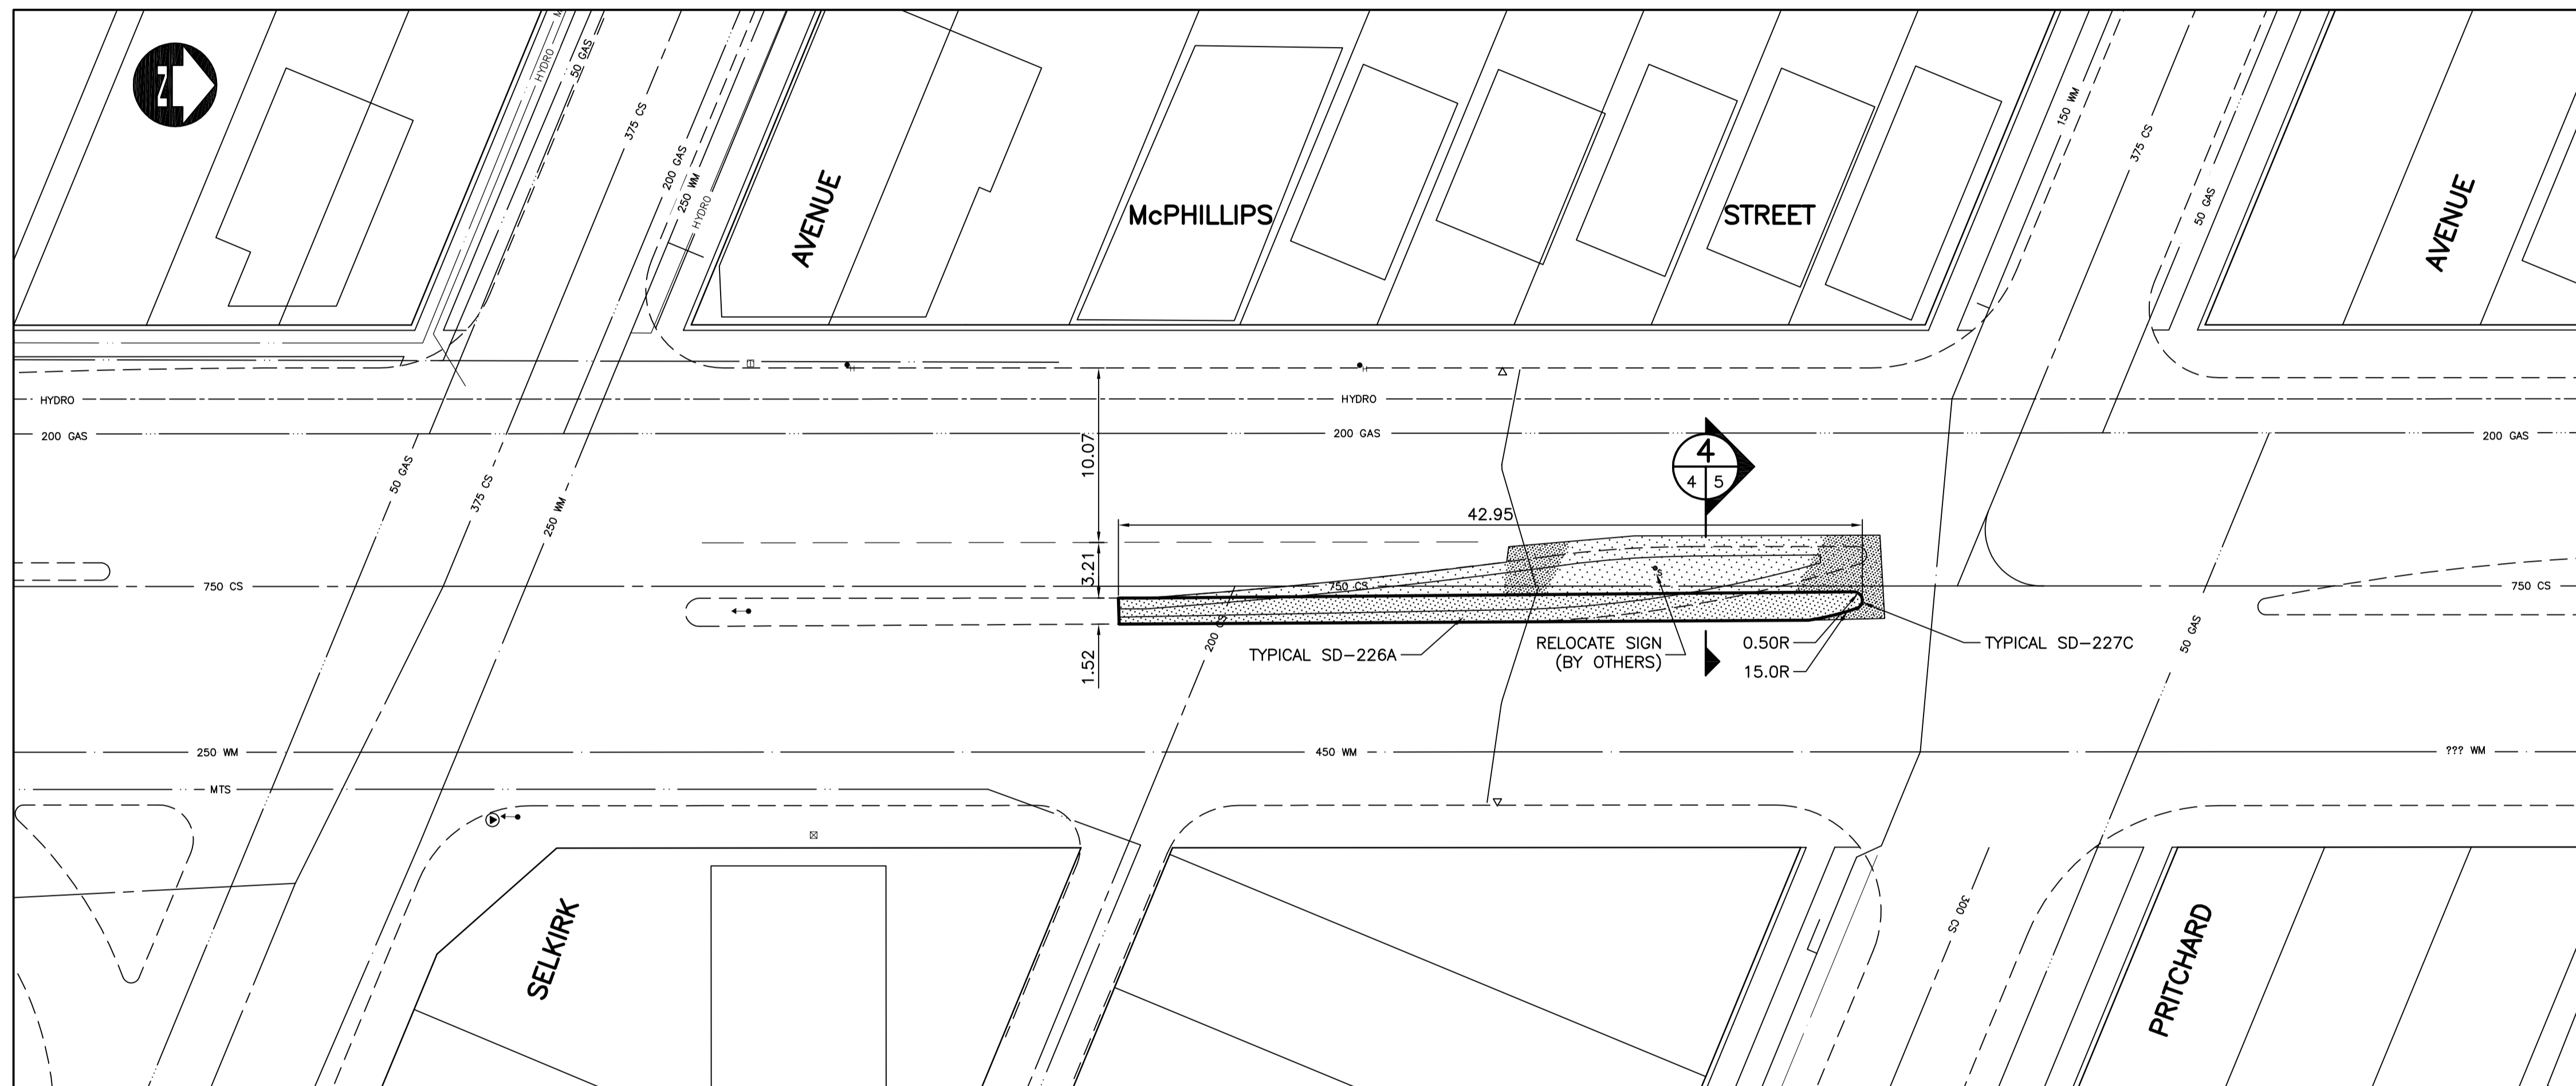 N
HYDRO
50 GAS
375 CS
200 GAS
250 WM
HYDRO
AVENUE
McPHILLIPS
STREET
150 WM
375 CS
50 GAS
AVENUE
H
H
HYDRO
HYDRO
200 GAS
200 GAS
200 GAS
10.07
4
4 5
50 GAS
375 CS
250 WM
42.95
3.21
750 CS
750 CS
750 CS
S
200 CS
1.52
TYPICAL SD-226A
RELOCATE SIGN
(BY OTHERS)
0.50R
15.0R
TYPICAL SD-227C
50 GAS
250 WM
450 WM
??? WM
MTS
SELKIRK
300 CS
PRITCHARD